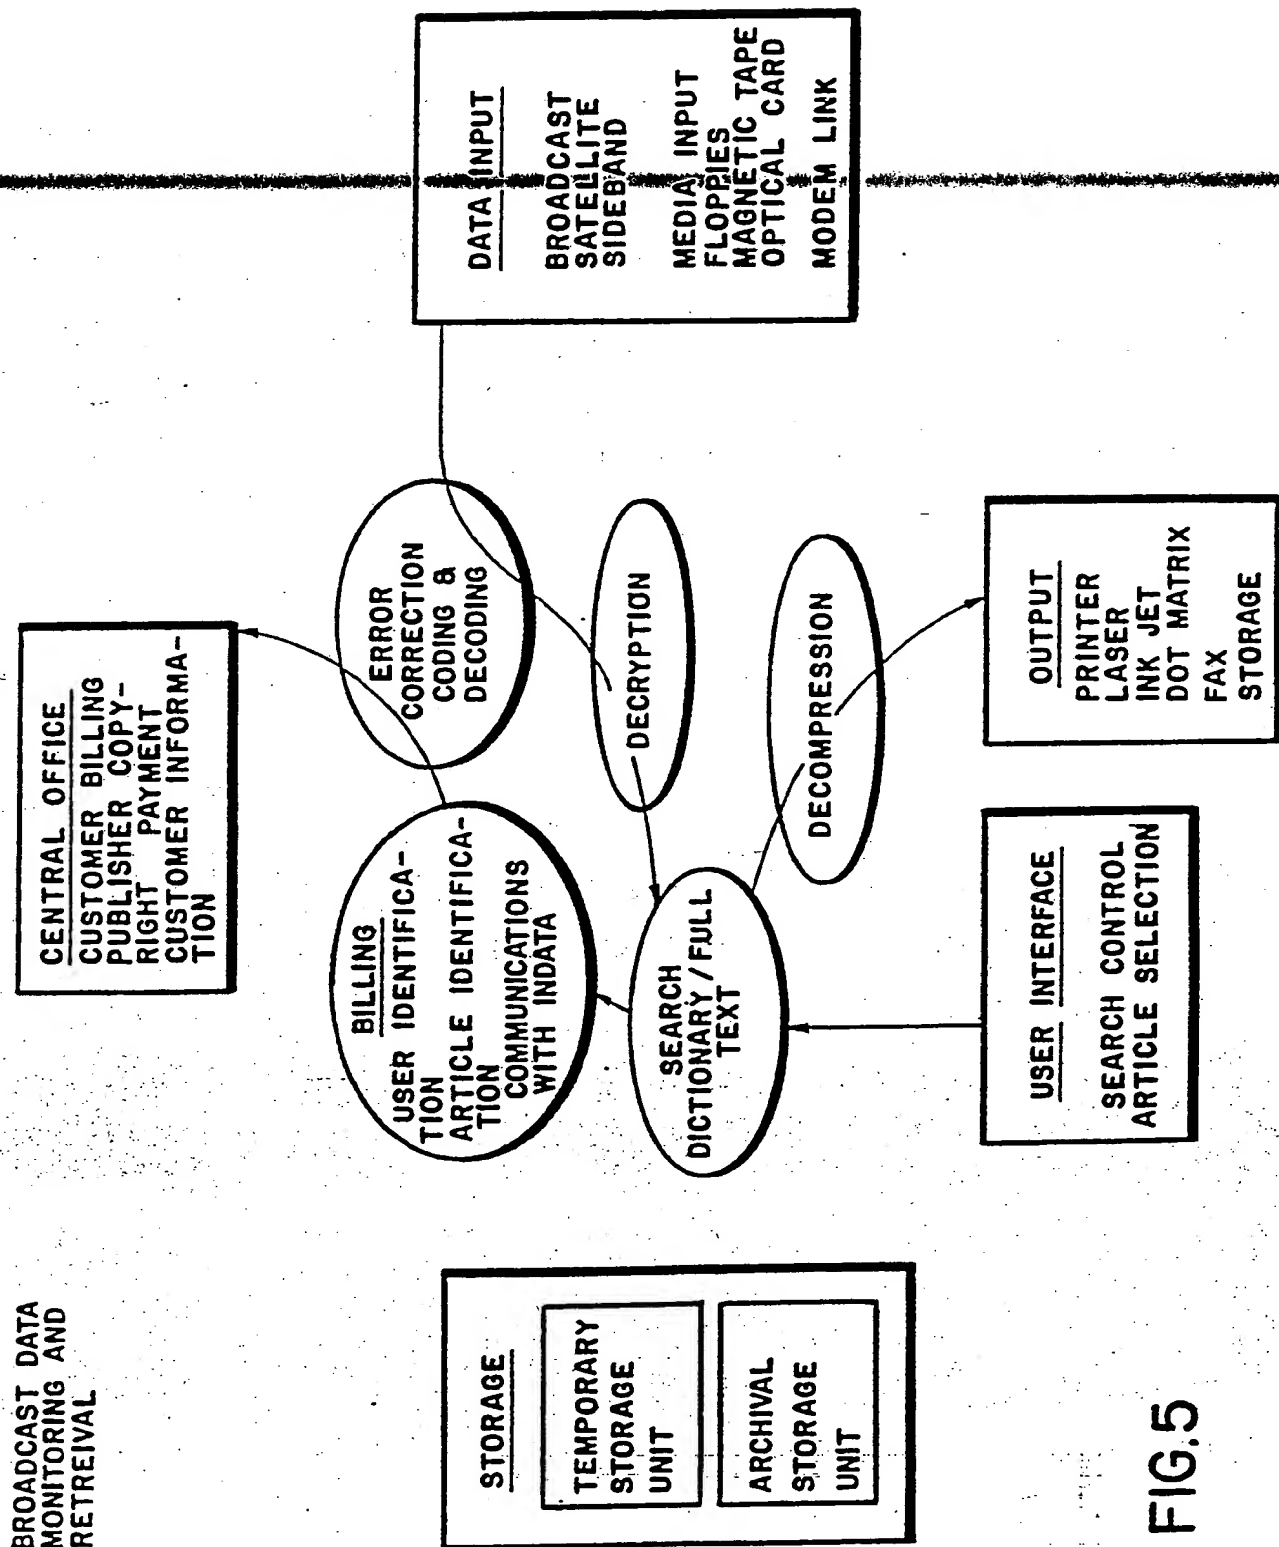 BROADCAST DATA
MONITORING AND
RETREIVAL
CENTRAL OFFICE
CUSTOMER BILLING
PUBLISHER COPY-
RIGHT PAYMENT
CUSTOMER INFORMA-
TION
BILLING
USER IDENTIFICA-
TION
ARTICLE IDENTIFICA-
TION
COMMUNICATIONS
WITH INDATA
ERROR
CORRECTION
CODING &
DECODING
DATA INPUT
BROADCAST
SATELLITE
SIDEBAND
MEDIA INPUT
FLOPPIES
MAGNETIC TAPE
OPTICAL CARD
MODEM LINK
STORAGE
TEMPORARY
STORAGE
UNIT
ARCHIVAL
STORAGE
UNIT
SEARCH
DICTIONARY/FULL
TEXT
DECRYPTION
DECOMPRESSION
USER INTERFACE
SEARCH CONTROL
ARTICLE SELECTION
OUTPUT
PRINTER
LASER
INK JET
DOT MATRIX
FAX
STORAGE
FIG.5